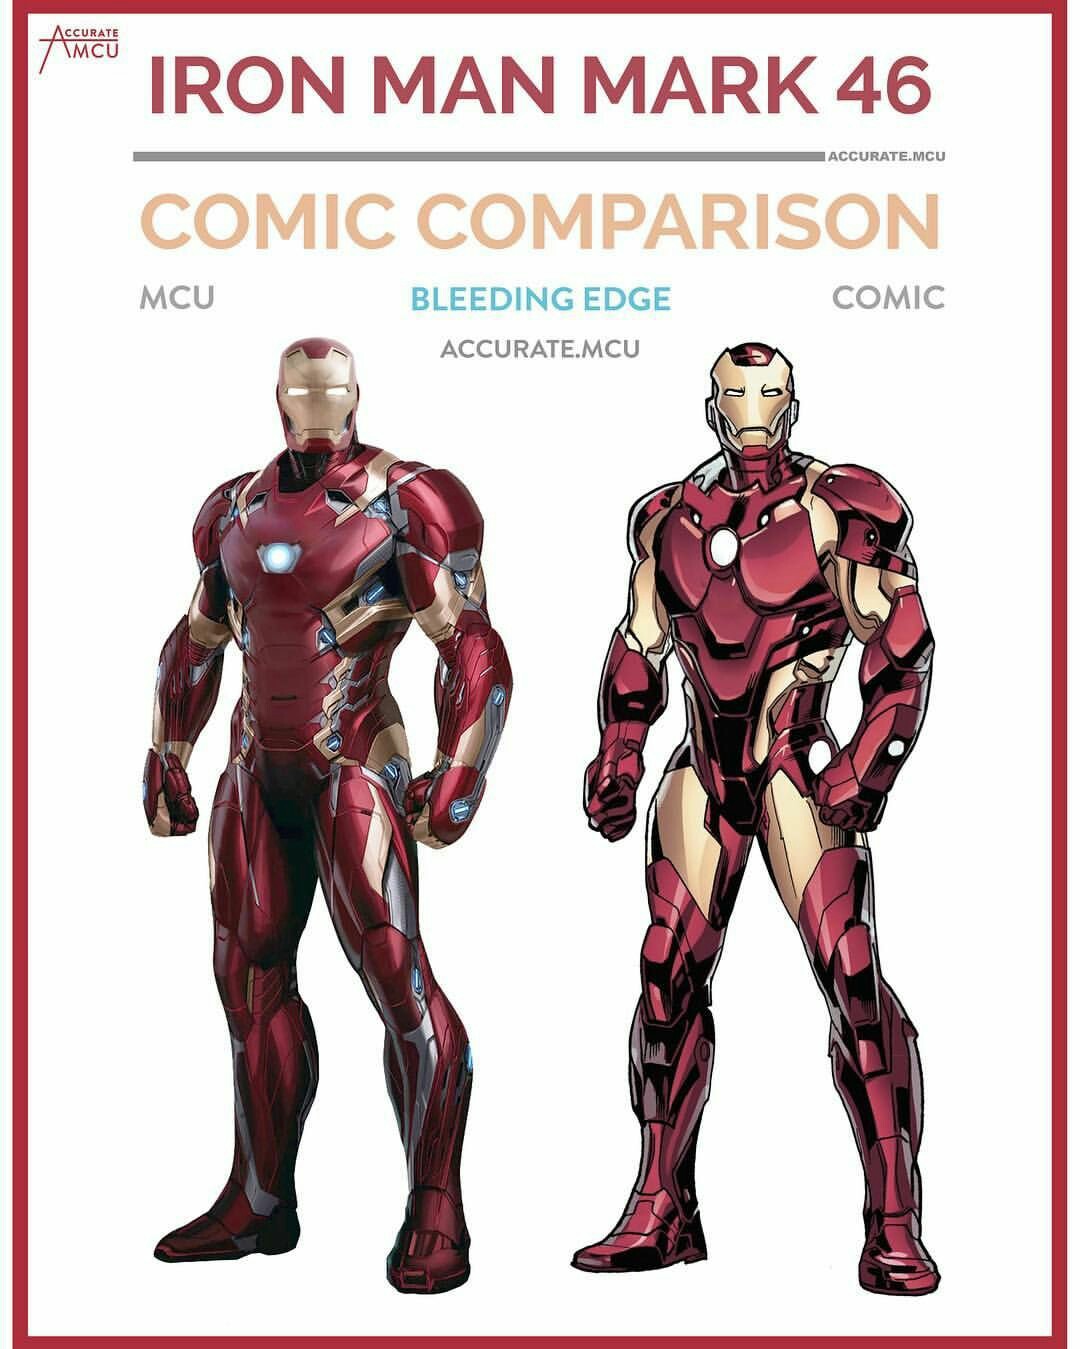 ACCURATE
MCU
IRON MAN MARK 46
ACCURATE.MCU
COMIC COMPARISON
MCU BLEEDING EDGE COMIC
ACCURATE.MCU